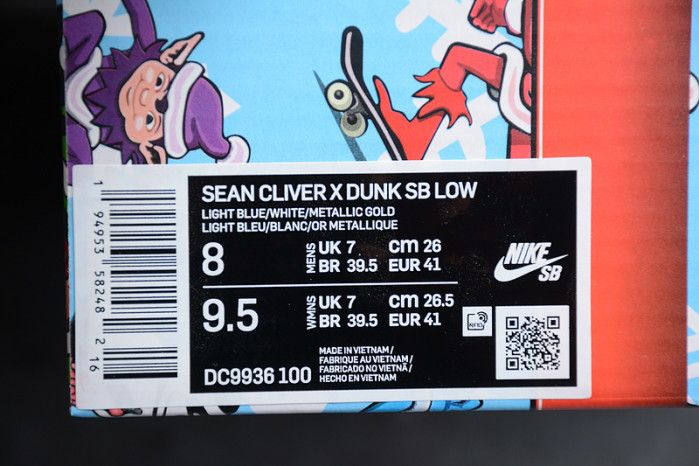 SEAN CLIVER X DUNK SB LOW
LIGHT BLUE/WHITE/METALLIC GOLD
LIGHT BLEU/BLANC/OR METALLIQUE
8 MENS UK 7 cm 26
BR 39.5 EUR 41
9.5 WMNS UK 7 cm 26.5
BR 39.5 EUR 41
DC9936 100
MADE IN VIETNAM /
FABRIQUE AU VIETNAM /
FABRICADO NO VIETNÃ /
HECHO EN VIETNAM
NIKE
SB
1 94953 58248 2 16